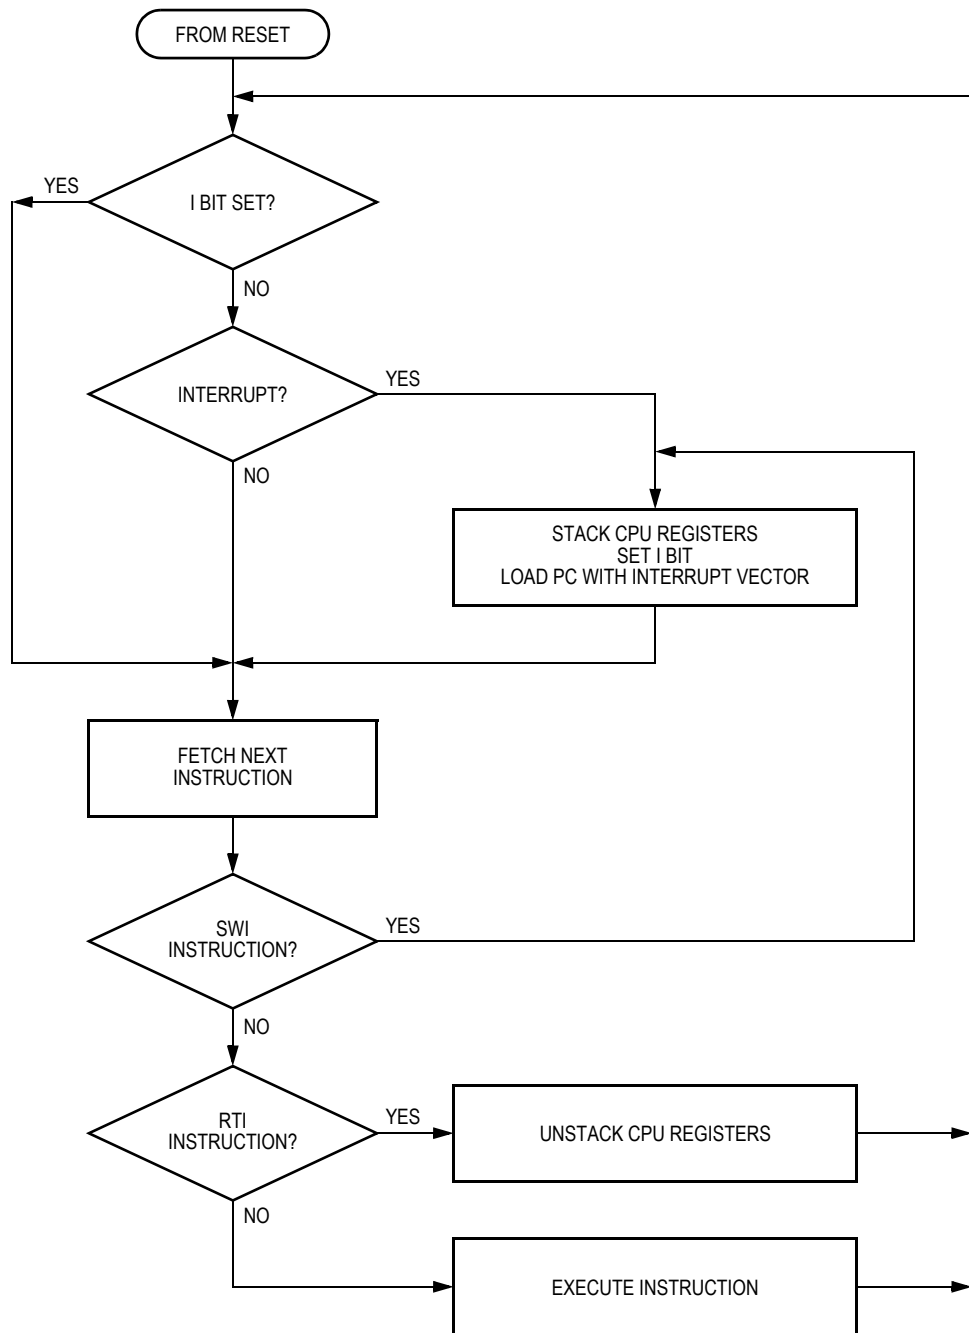 FROM RESET
YES
I BIT SET?
NO
INTERRUPT?
YES
NO
STACK CPU REGISTERS
SET I BIT
LOAD PC WITH INTERRUPT VECTOR
FETCH NEXT
INSTRUCTION
SWI
INSTRUCTION?
YES
NO
RTI
INSTRUCTION?
YES
UNSTACK CPU REGISTERS
NO
EXECUTE INSTRUCTION